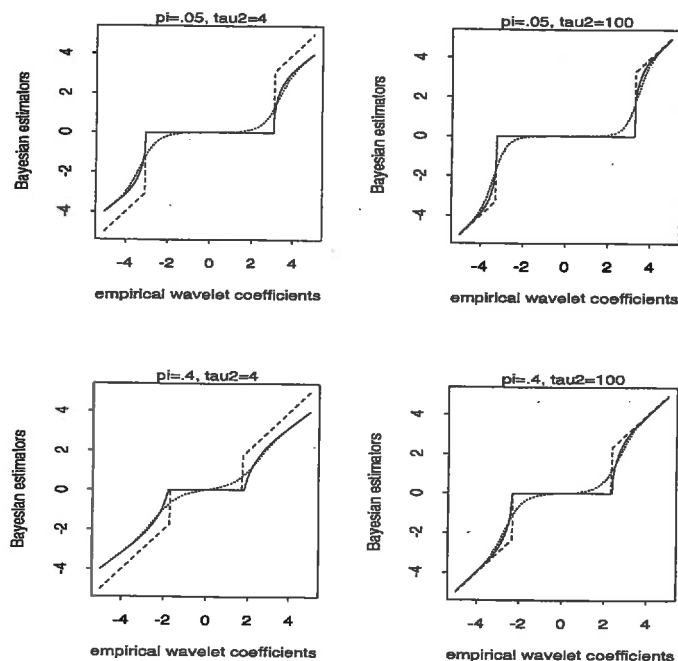 pi=.05, tau2=4
Bayesian estimators
4
2
0
-2
-4
-4 -2 0 2 4
empirical wavelet coefficients
pi=.05, tau2=100
Bayesian estimators
4
2
0
-2
-4
-4 -2 0 2 4
empirical wavelet coefficients
pi=.4, tau2=4
Bayesian estimators
4
2
0
-2
-4
-4 -2 0 2 4
empirical wavelet coefficients
pi=.4, tau2=100
Bayesian estimators
4
2
0
-2
-4
-4 -2 0 2 4
empirical wavelet coefficients